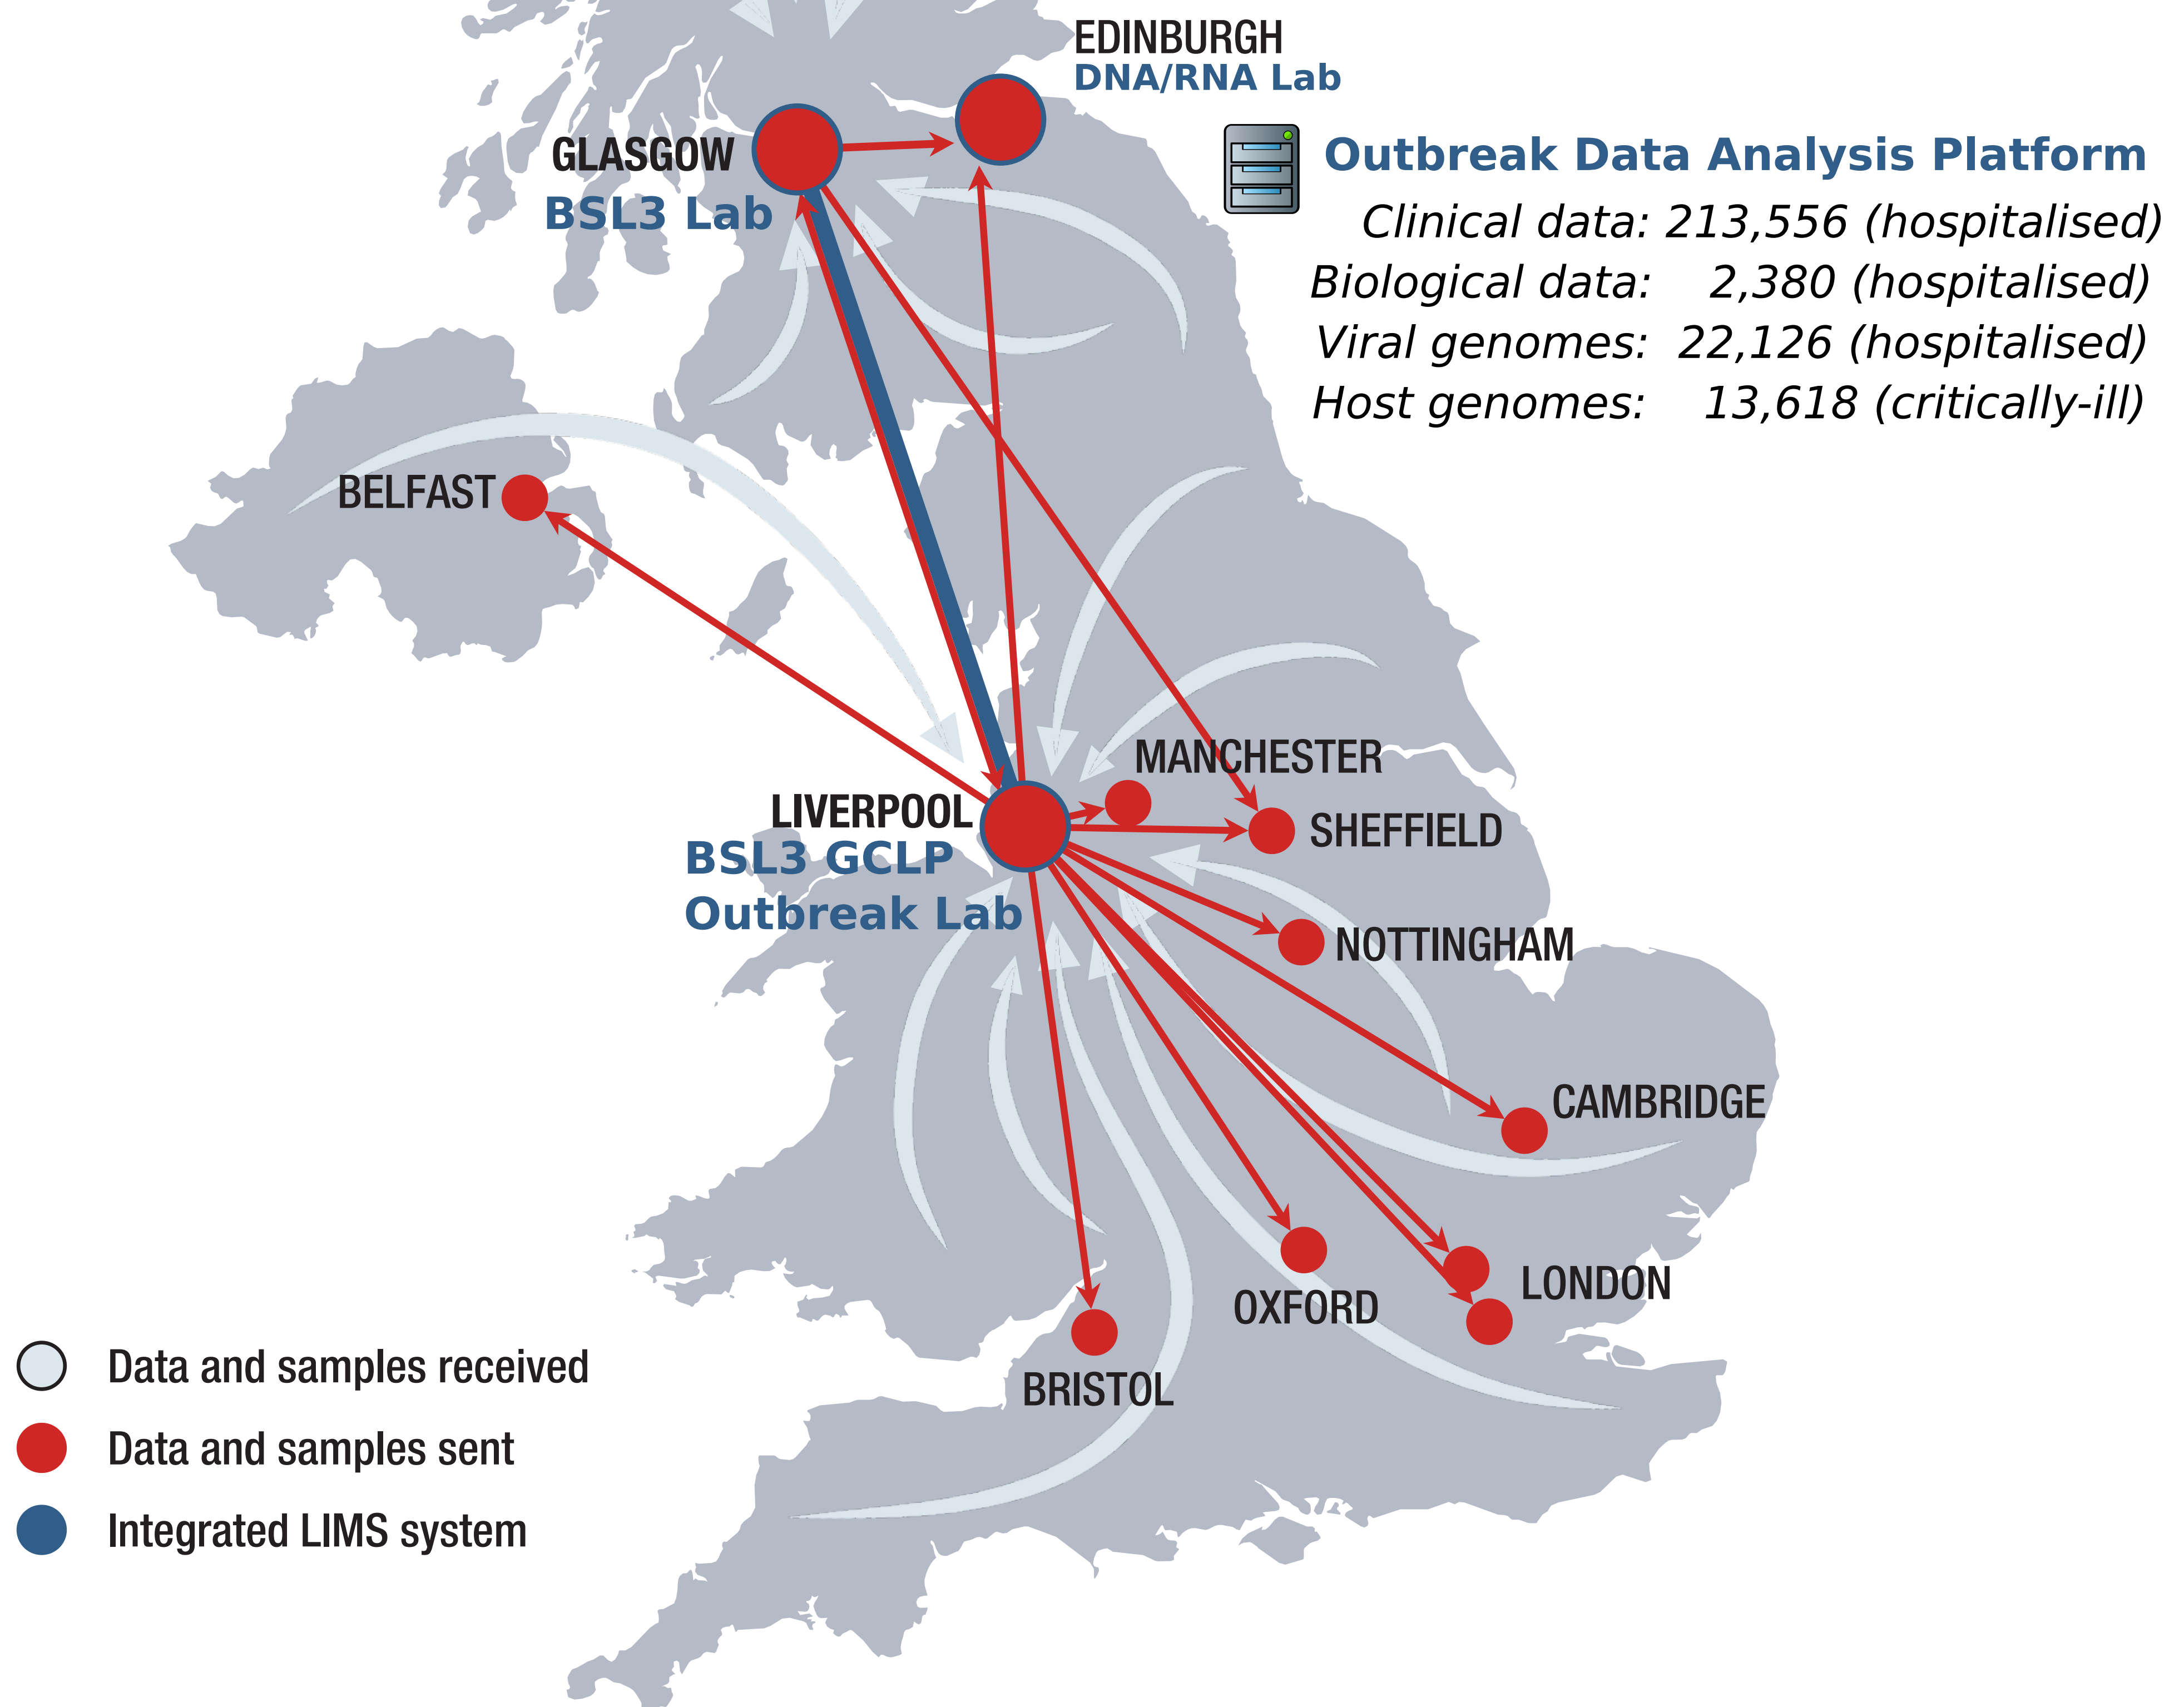 EDINBURGH
DNA/RNA Lab
GLASGOW
BSL3 Lab
Outbreak Data Analysis Platform
Clinical data: 213,556 (hospitalised)
Biological data: 2,380 (hospitalised)
Viral genomes: 22,126 (hospitalised)
Host genomes: 13,618 (critically-ill)
BELFAST
MANCHESTER
LIVERPOOL
BSL3 GCLP
Outbreak Lab
SHEFFIELD
NOTTINGHAM
CAMBRIDGE
LONDON
OXFORD
BRISTOL
Data and samples received
Data and samples sent
Integrated LIMS system